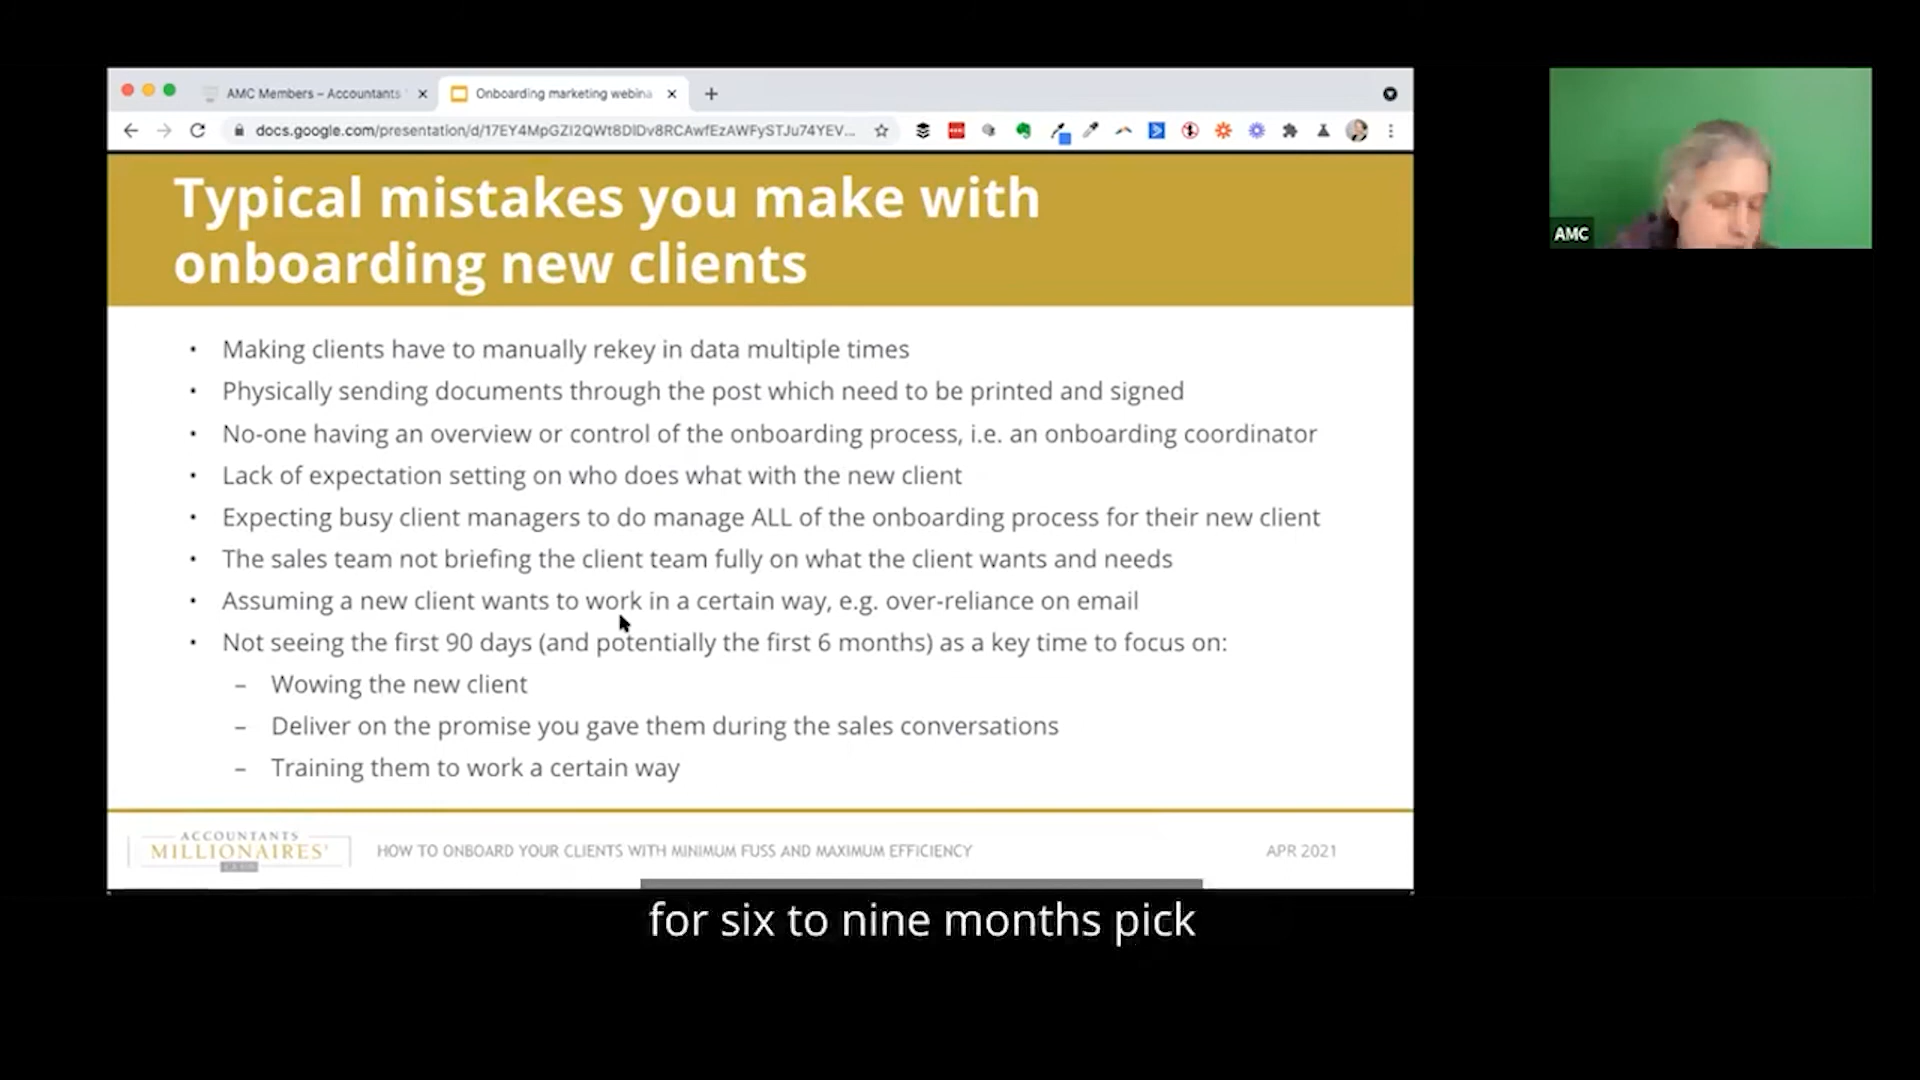 AMC Members – Accountants
Onboarding marketing webina
docs.google.com/presentation/d/17EY4MpGZI2QWt8DIDv8RCAwfEzAWFySTJu74YEV...
Typical mistakes you make with
onboarding new clients
AMC
• Making clients have to manually rekey in data multiple times
• Physically sending documents through the post which need to be printed and signed
• No-one having an overview or control of the onboarding process, i.e. an onboarding coordinator
• Lack of expectation setting on who does what with the new client
• Expecting busy client managers to do manage ALL of the onboarding process for their new client
• The sales team not briefing the client team fully on what the client wants and needs
• Assuming a new client wants to work in a certain way, e.g. over-reliance on email
• Not seeing the first 90 days (and potentially the first 6 months) as a key time to focus on:
– Wowing the new client
– Deliver on the promise you gave them during the sales conversations
– Training them to work a certain way
ACCOUNTANTS
MILLIONAIRES'
HOW TO ONBOARD YOUR CLIENTS WITH MINIMUM FUSS AND MAXIMUM EFFICIENCY
APR 2021
for six to nine months pick